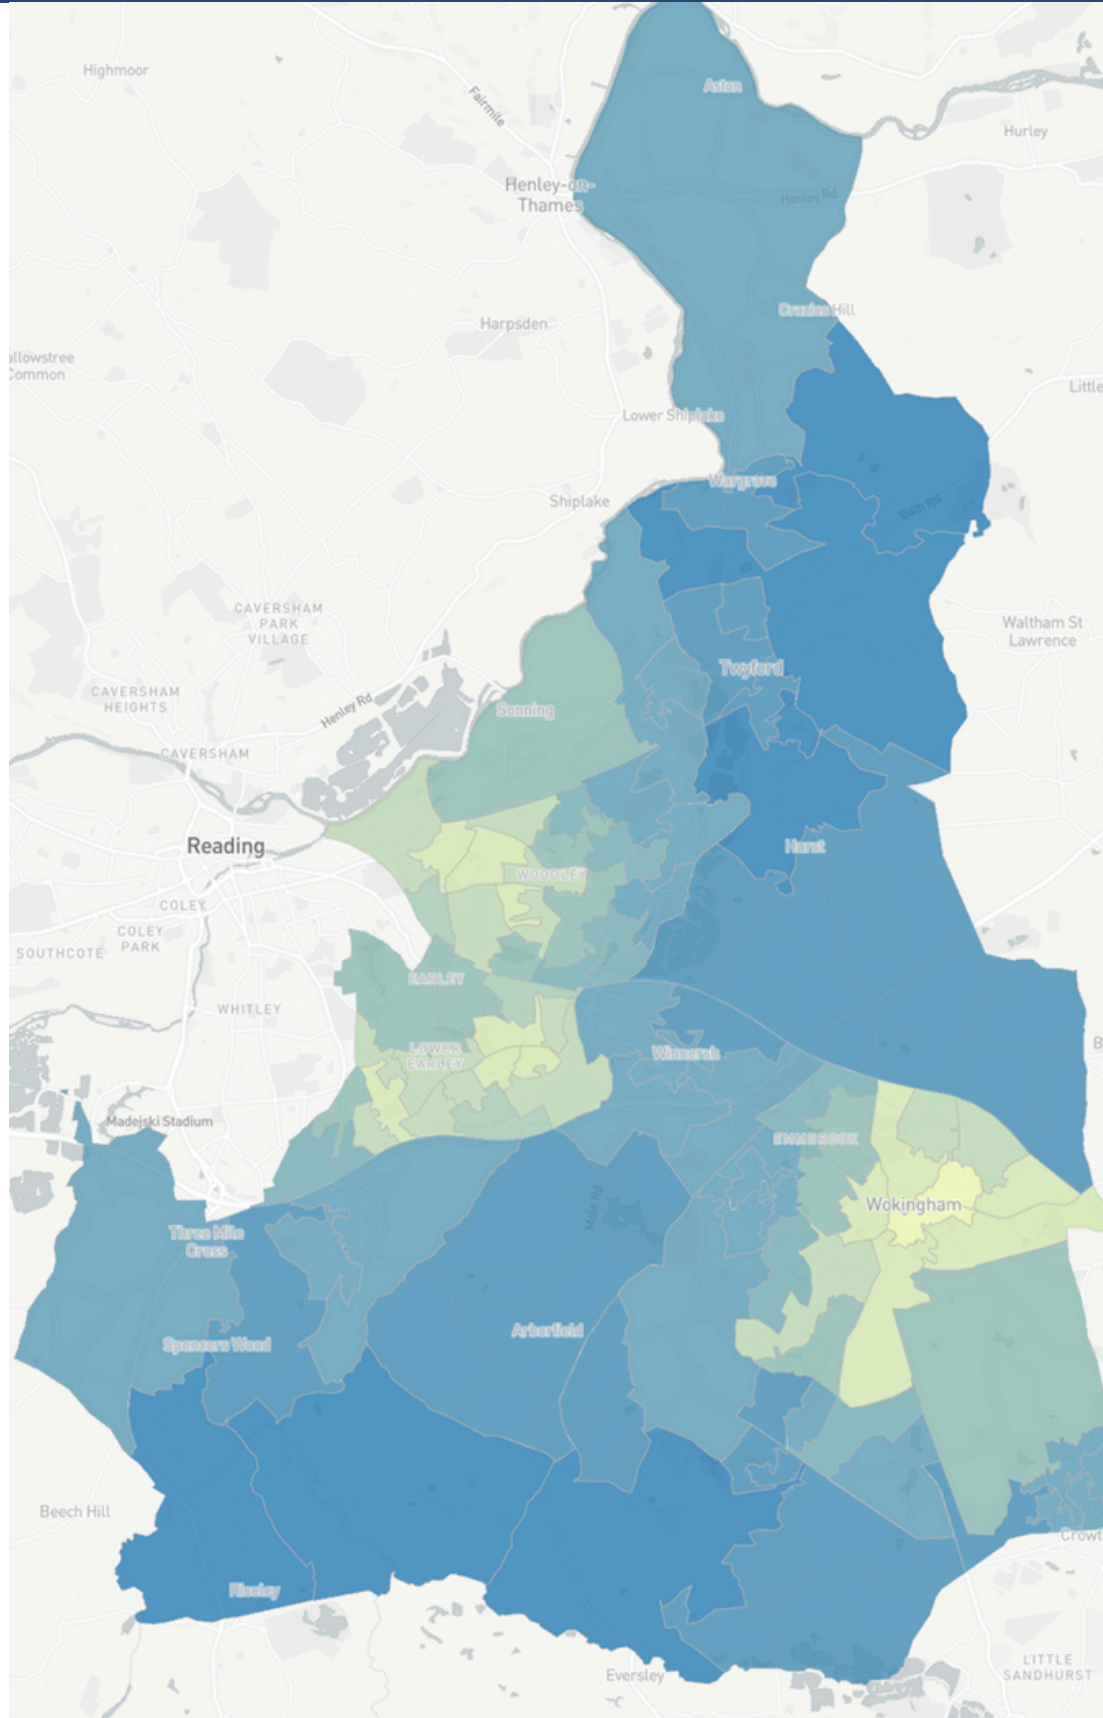 Highmoor
Aston
Fairmile
Hurley
Henley-on-
Thames
Henley Rd
Crazies Hill
Harpsden
allowstree
Common
Little
Lower Shiplake
Wargrave
Shiplake
Bath Rd
CAVERSHAM
PARK
VILLAGE
Waltham St
Lawrence
Twyford
CAVERSHAM
HEIGHTS
Henley Rd
Sonning
CAVERSHAM
Reading
Hurst
WOODLEY
COLEY
COLEY
PARK
SOUTHCOTE
EARLEY
WHITLEY
LOWER
EARLEY
Winnersh
B
Madejski Stadium
EMMBROOK
Mole Rd
Wokingham
Three Mile
Cross
Arborfield
Spencers Wood
Beech Hill
Crowt
Riseley
Eversley
LITTLE
SANDHURST